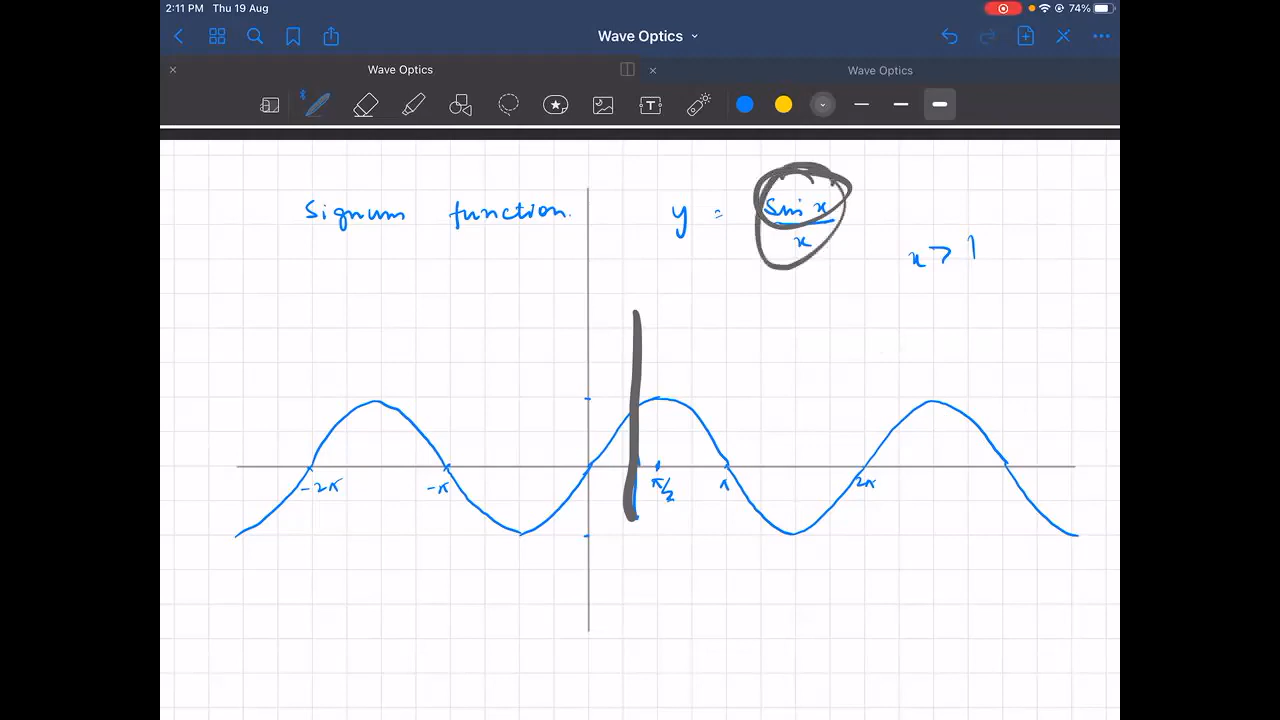 2:11 PM Thu 19 Aug
74%
Wave Optics
Wave Optics
Wave Optics
T
Signum function.
y = sin x / x
x > 1
-2π
-π
π/2
π
2π